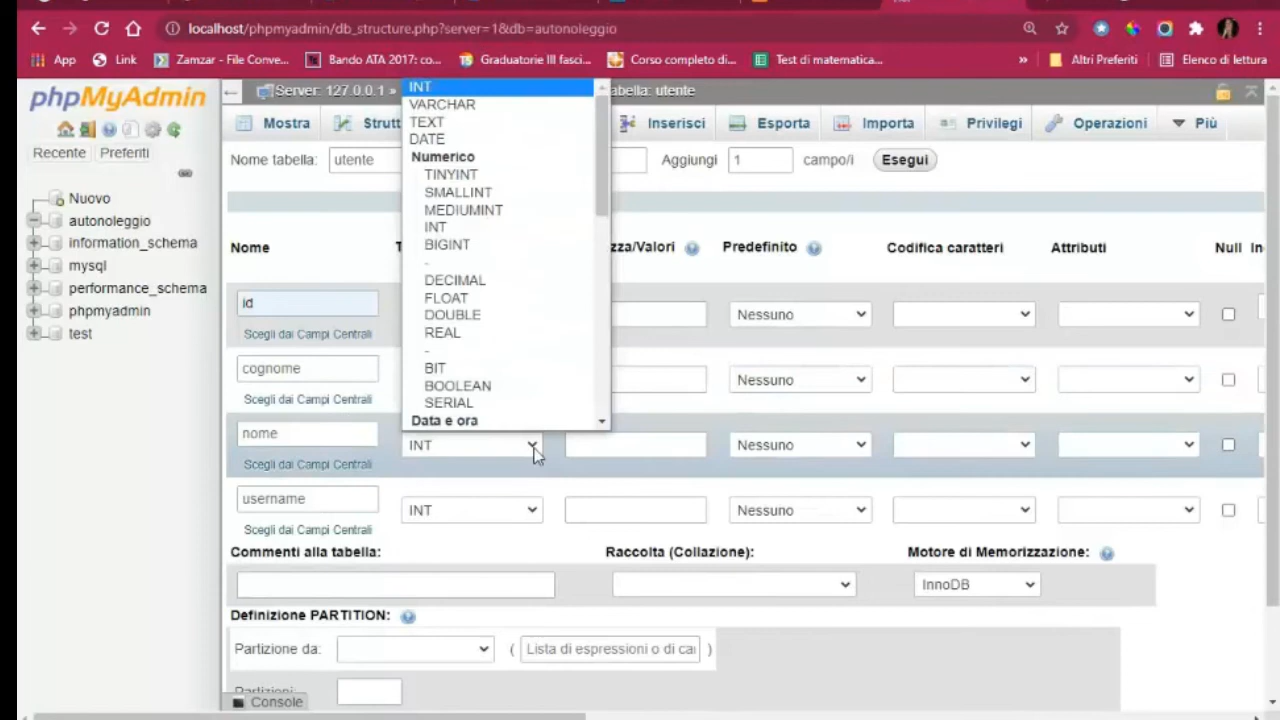 localhost/phpmyadmin/db_structure.php?server=1&db=autonoleggio
App Link Zamzar - File Conve... Bando ATA 2017: co... Graduatorie III fasci... Corso completo di... Test di matematica... » Altri Preferiti Elenco di lettura
phpMyAdmin
Recente Preferiti
Nuovo
autonoleggio
information_schema
mysql
performance_schema
phpmyadmin
test
Server: 127.0.0.1 » abella: utente
Mostra Strutt Inserisci Esporta Importa Privilegi Operazioni Più
Nome tabella: utente Aggiungi 1 campo/i Esegui
Nome T zza/Valori Predefinito Codifica caratteri Attributi Null In
INT
VARCHAR
TEXT
DATE
Numerico
TINYINT
SMALLINT
MEDIUMINT
INT
BIGINT
-
DECIMAL
FLOAT
DOUBLE
REAL
-
BIT
BOOLEAN
SERIAL
Data e ora
id Nessuno
Scegli dai Campi Centrali
cognome Nessuno
Scegli dai Campi Centrali
nome INT Nessuno
Scegli dai Campi Centrali
username INT Nessuno
Scegli dai Campi Centrali
Commenti alla tabella: Raccolta (Collazione): Motore di Memorizzazione:
InnoDB
Definizione PARTITION:
Partizione da: ( Lista di espressioni o di cai )
Partizioni:
Console